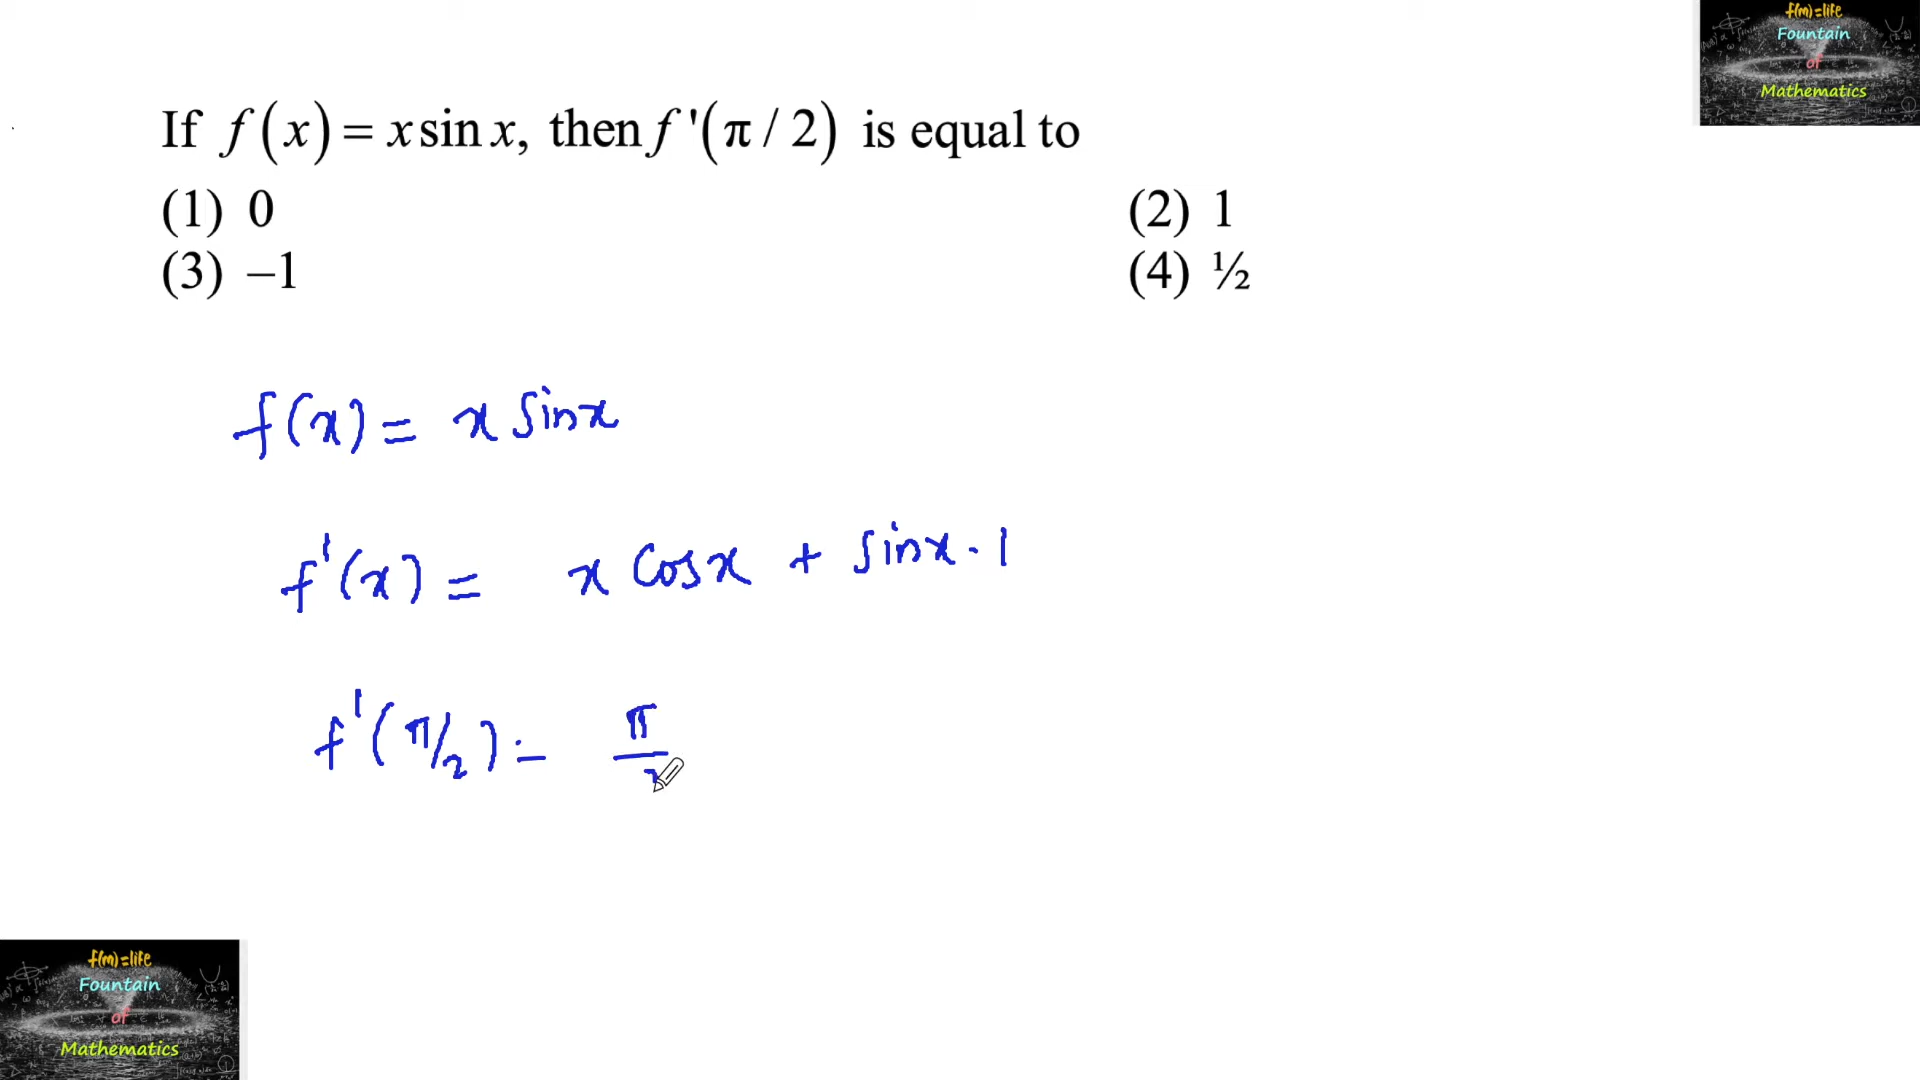 f(m)=life
Fountain
of
Mathematics
If f(x) = x sin x, then f '(π / 2) is equal to
(1) 0 (2) 1
(3) –1 (4) ½
f(x) = x sinx
f'(x) = x cosx + sinx · 1
f'(π/2) = π/2
f(m)=life
Fountain
of
Mathematics